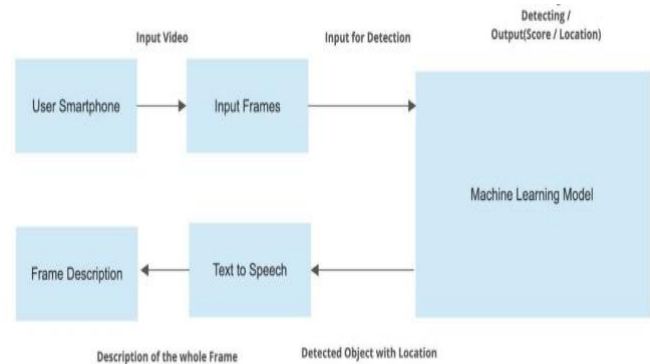 Detecting /
Output(Score / Location)
Input Video
Input for Detection
User Smartphone
Input Frames
Machine Learning Model
Frame Description
Text to Speech
Description of the whole Frame
Detected Object with Location